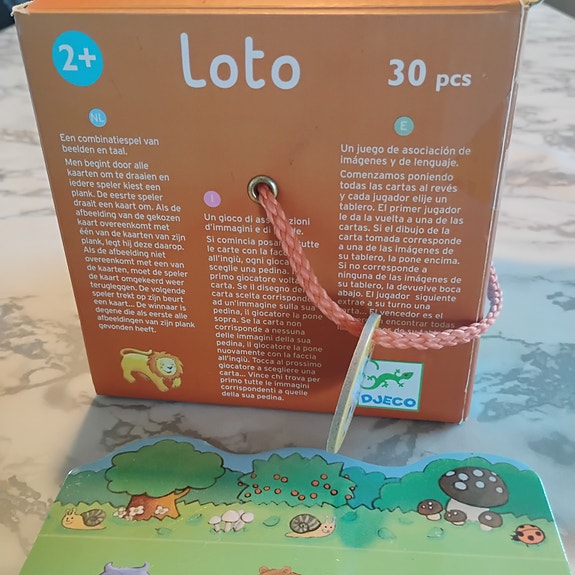 2+
Loto
30 pcs
NL
Een combinatiespel van
beelden en taal.
Men begint door alle
kaarten om te draaien en
iedere speler kiest een
plank. De eesrte speler
draait een kaart om. Als de
afbeelding van de gekozen
kaart overeenkomt met
één van de kaarten van zijn
plank, legt hij deze daarop.
Als de afbeelding niet
overeenkomt met een van
de kaarten, moet de speler
de kaart omgekeerd weer
terugleggen. De volgende
speler trekt op zijn beurt
een kaart... De winnaar is
degene die als eerste alle
afbeeldingen van zijn plank
gevonden heeft.
I
Un gioco di
d'immagini e di
Si comincia tutte
le carte con la
all'ingiù, ogni
sceglie una pedina.
primo giocatore
carta. Se il disegno
carta scelta
ad un'immagine sulla sua
pedina, il giocatore la pone
sopra. Se la carta non
corrisponde a nessuna
delle immagini della sua
pedina, il giocatore la pone
nuovamente con la faccia
all'ingiù. Tocca al prossimo
giocatore a scegliere una
carta... Vince chi trova per
primo tutte le immagini
corrispondenti a quelle
della sua pedina.
E
Un juego de asociación de
imágenes y de lenguaje.
Comenzamos poniendo
todas las cartas al revés
y cada jugador elije un
tablero. El primer jugador
le da la vuelta a una de las
cartas. Si el dibujo de la
carta tomada corresponde
a una de las imágenes de
su tablero, la pone encima.
Si no corresponde a
ninguna de las imágenes
de su tablero, la devuelve boca
abajo. El jugador siguiente
extrae a su turno una
carta... El vencedor es el
encontrar todas
de su tablero.
DJECO